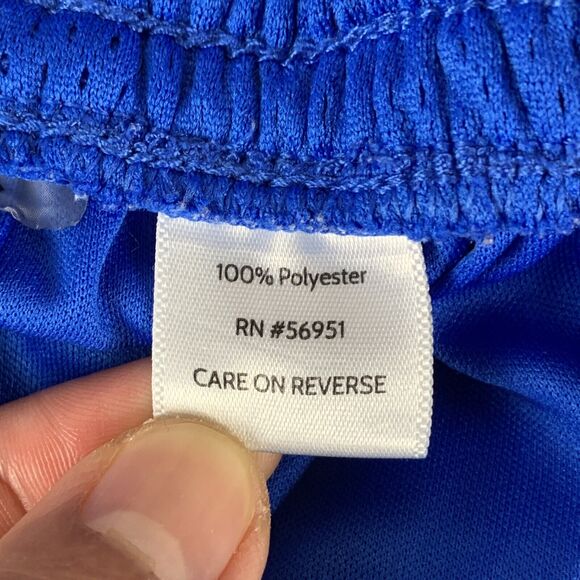 100% Polyester
RN #56951
CARE ON REVERSE